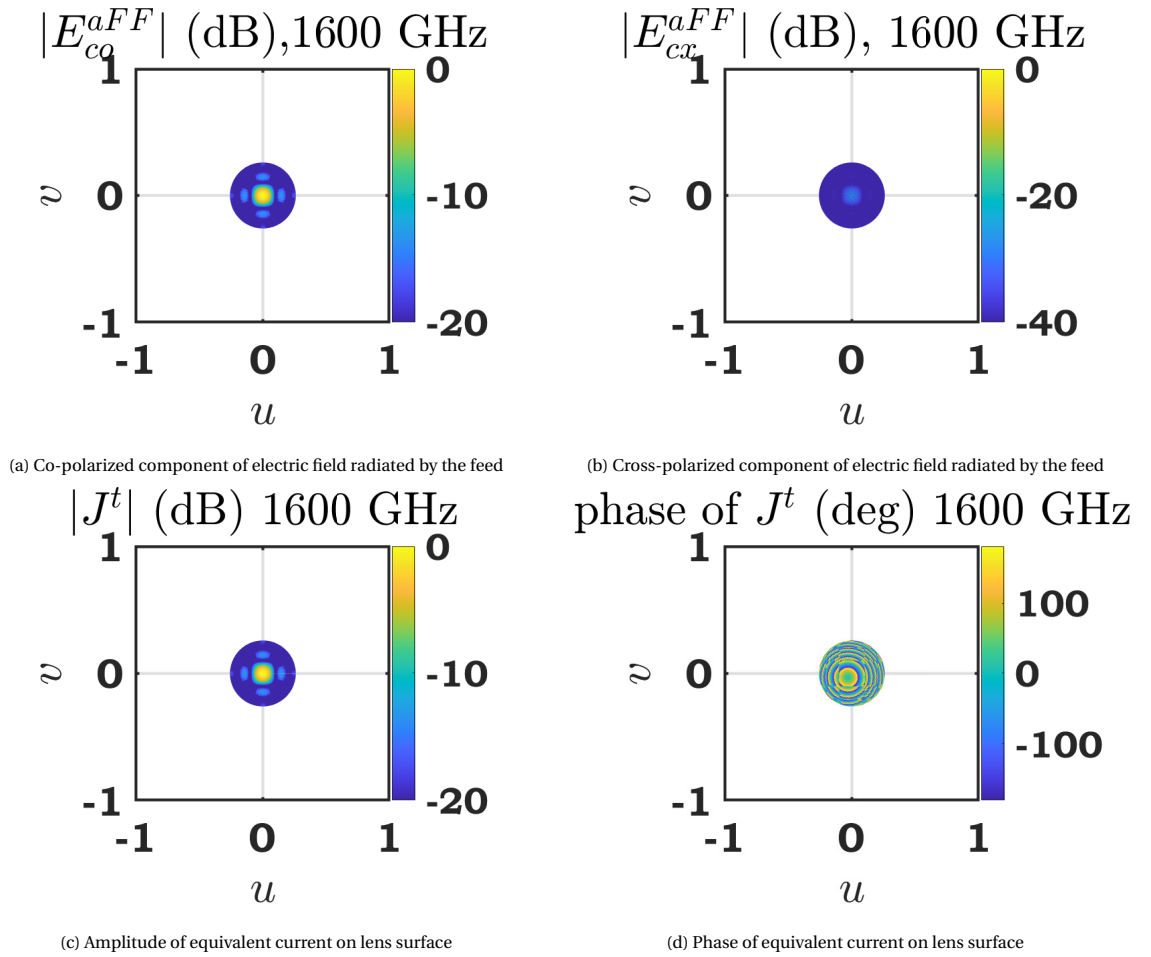 |E_{co}^{aFF}| (dB),1600 GHz
1
0
-1
v
-1 0 1
u
0
-10
-20
|E_{cx}^{aFF}| (dB), 1600 GHz
1
0
-1
v
-1 0 1
u
0
-20
-40
(a) Co-polarized component of electric field radiated by the feed
(b) Cross-polarized component of electric field radiated by the feed
|J^t| (dB) 1600 GHz
1
0
-1
v
-1 0 1
u
0
-10
-20
phase of J^t (deg) 1600 GHz
1
0
-1
v
-1 0 1
u
100
0
-100
(c) Amplitude of equivalent current on lens surface
(d) Phase of equivalent current on lens surface